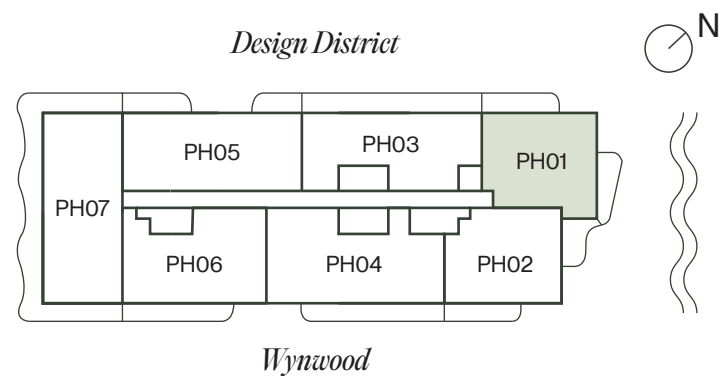 N
Design District
PH05
PH03
PH01
PH07
PH06
PH04
PH02
Wynwood